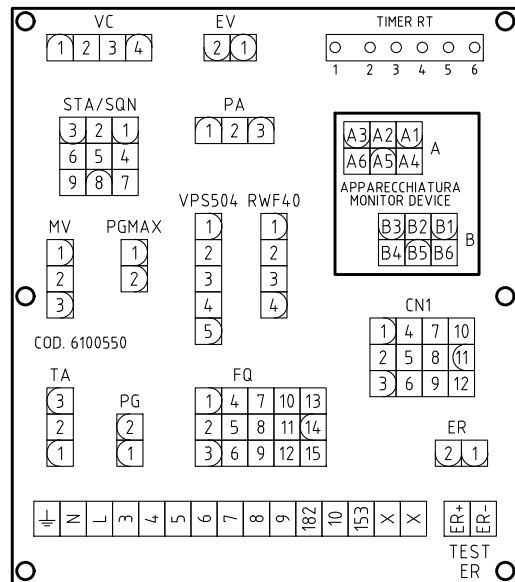 VC EV TIMER RT
1 2 3 4 2 1
1 2 3 4 5 6
STA/SQN PA
3 2 1 1 2 3
6 5 4
9 8 7
A3 A2 A1
A
A6 A5 A4
APPARECCHIATURA
MONITOR DEVICE
B3 B2 B1
B
B4 B5 B6
VPS504 RWF40
1 1
2 2
3 3
4 4
5
MV PGMAX
1 1
2 2
3
CN1
1 4 7 10
2 5 8 11
3 6 9 12
COD. 6100550
TA PG FQ
3
2 2
1 1
1 4 7 10 13
2 5 8 11 14
3 6 9 12 15
ER
2 1
⏚ N L 3 4 5 6 7 8 9 182 10 153 X X ER+ ER-
TEST
ER